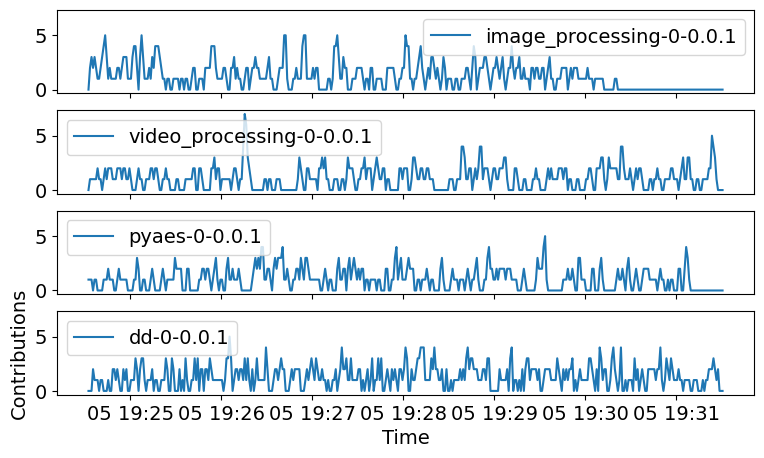 5
0
image_processing-0-0.0.1
5
0
video_processing-0-0.0.1
5
0
pyaes-0-0.0.1
5
0
dd-0-0.0.1
Contributions
05 19:25 05 19:26 05 19:27 05 19:28 05 19:29 05 19:30 05 19:31
Time